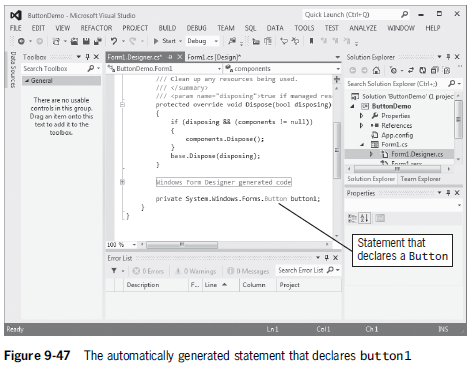 ButtonDemo - Microsoft Visual Studio
Quick Launch (Ctrl+Q)
FILE EDIT VIEW REFACTOR PROJECT BUILD DEBUG TEAM SQL DATA TOOLS TEST ANALYZE WINDOW HELP
Start Debug
Data Sources
Toolbox
Search Toolbox
General
There are no usable
controls in this group.
Drag an item onto this
text to add it to the
toolbox.
Form1.Designer.cs* Form1.cs [Design]*
ButtonDemo.Form1 components
/// Clean up any resources being used.
/// </summary>
/// <param name="disposing">true if managed res
protected override void Dispose(bool disposing)
{
if (disposing && (components != null))
{
components.Dispose();
}
base.Dispose(disposing);
}
Windows Form Designer generated code
private System.Windows.Forms.Button button1;
}
}
100 %
Solution Explorer
Search Solution Explorer (Ctrl+;)
Solution 'ButtonDemo' (1 projec
ButtonDemo
Properties
References
App.config
Form1.cs
Form1.Designer.cs
Form1.resx
Solution Explorer Team Explorer
Properties
Statement that
declares a Button
Error List
0 Errors 0 Warnings 0 Messages Search Error List
Description F... Line Column Project
Ready Ln 1 Col 1 Ch 1 INS
Figure 9-47 The automatically generated statement that declares button1